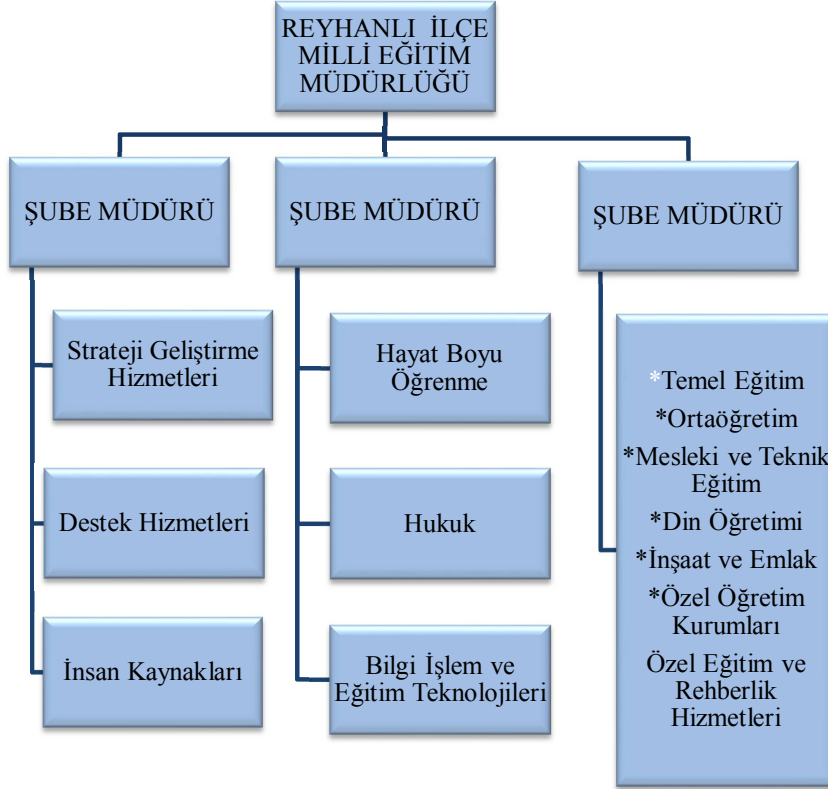 REYHANLI İLÇE
MİLLİ EĞİTİM
MÜDÜRLÜĞÜ
ŞUBE MÜDÜRÜ
ŞUBE MÜDÜRÜ
ŞUBE MÜDÜRÜ
Strateji Geliştirme
Hizmetleri
Destek Hizmetleri
İnsan Kaynakları
Hayat Boyu
Öğrenme
Hukuk
Bilgi İşlem ve
Eğitim Teknolojileri
*Temel Eğitim
*Ortaöğretim
*Mesleki ve Teknik
Eğitim
*Din Öğretimi
*İnşaat ve Emlak
*Özel Öğretim
Kurumları
Özel Eğitim ve
Rehberlik
Hizmetleri